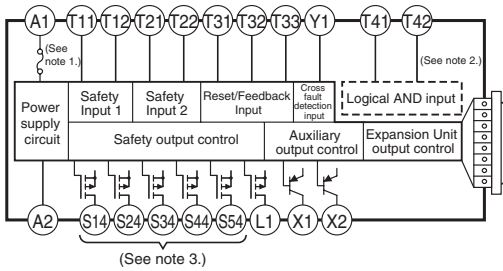 A1 T11 T12 T21 T22 T31 T32 T33 Y1 T41 T42
(See
note 1.)
(See
note 2.)
Power
supply
circuit
Safety
Input 1
Safety
Input 2
Reset/Feedback
Input
Cross
fault
detection
input
Logical AND input
Safety output control
Auxiliary
output control
Expansion Unit
output control
A2 S14 S24 S34 S44 S54 L1 X1 X2
(See note 3.)